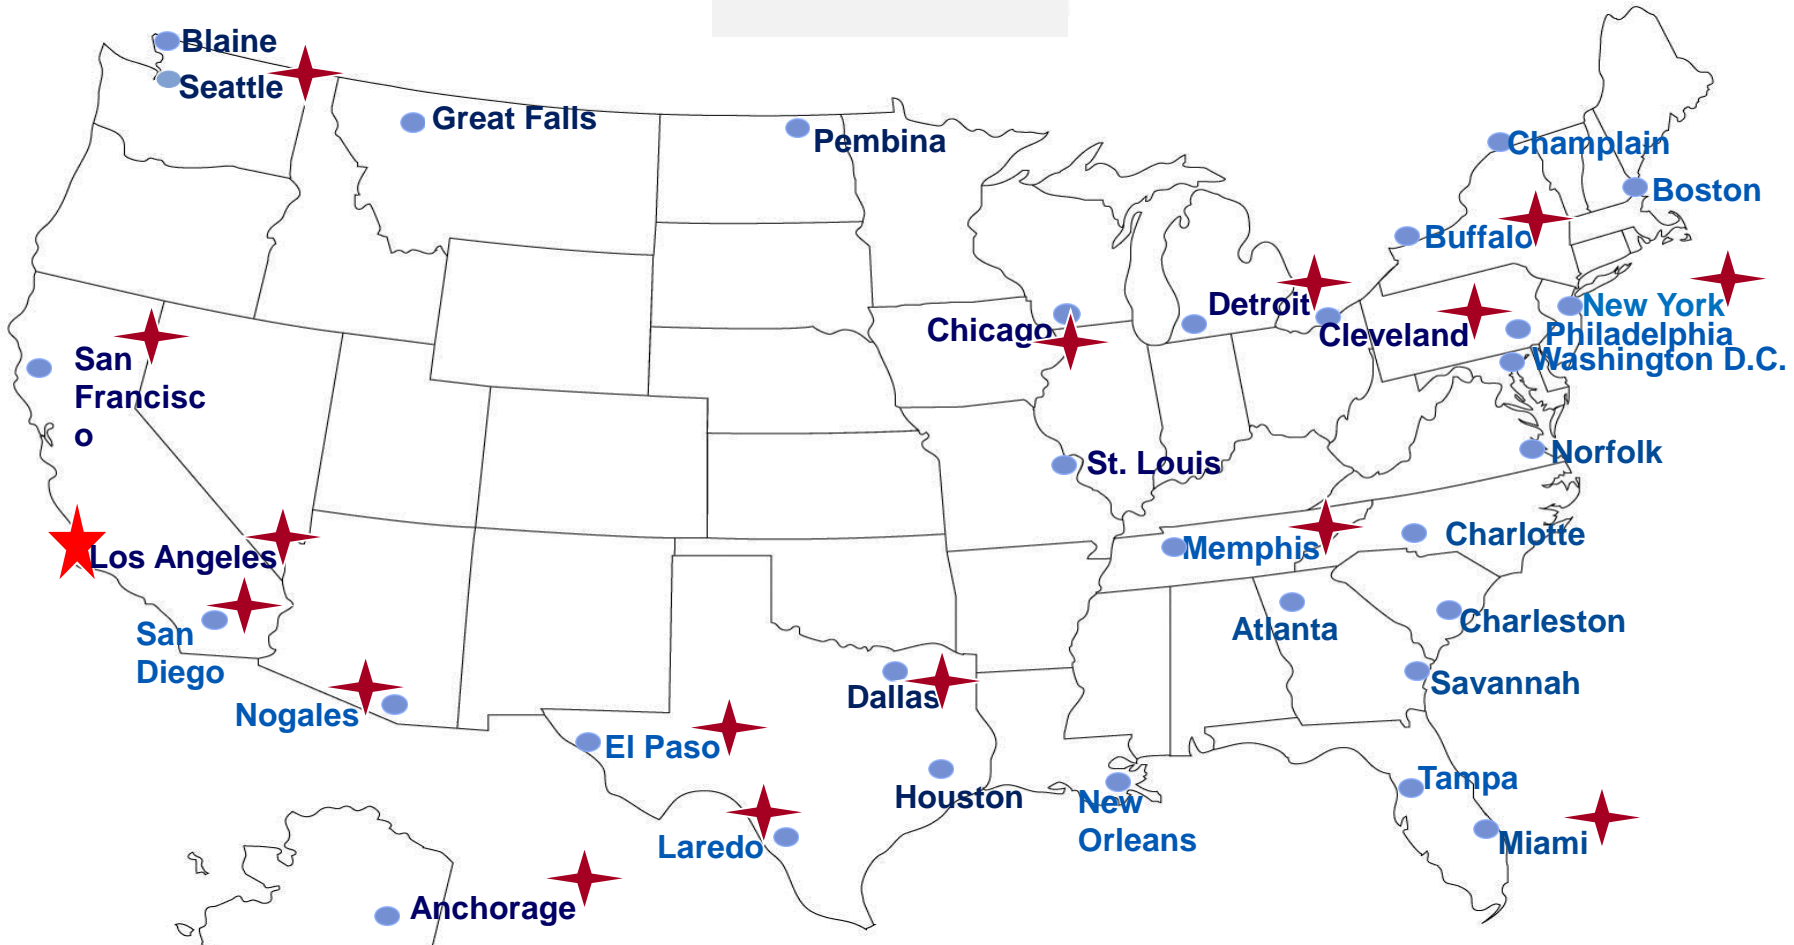 Blaine
Seattle
Great Falls
Pembina
Champlain
Boston
Buffalo
Detroit
Chicago
Cleveland
New York
Philadelphia
Washington D.C.
San
Francisc
o
St. Louis
Norfolk
Los Angeles
Memphis
Charlotte
San
Diego
Atlanta
Charleston
Nogales
Dallas
Savannah
El Paso
Houston
New
Orleans
Tampa
Laredo
Miami
Anchorage